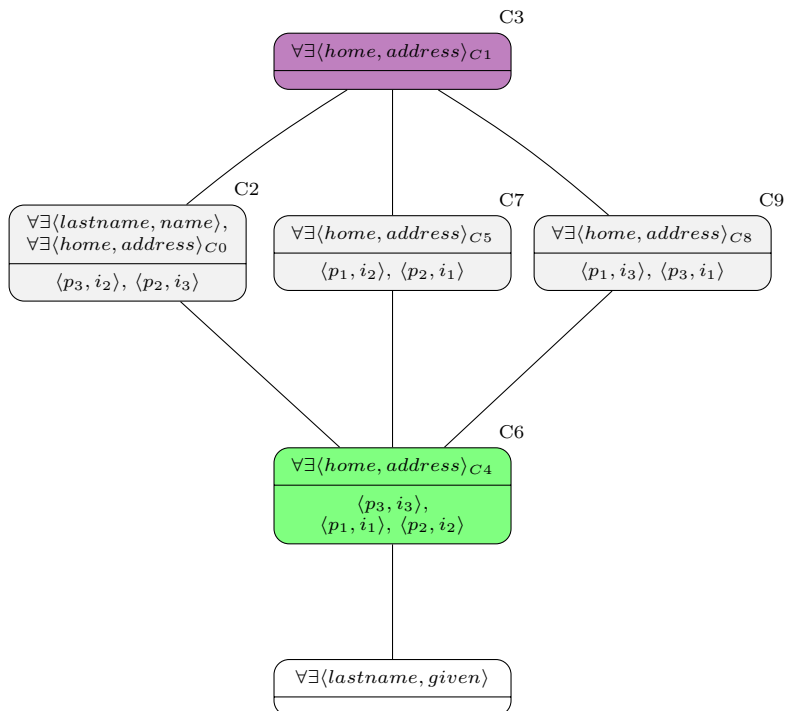 C3
∀∃⟨home, address⟩C1
C2
∀∃⟨lastname, name⟩,
∀∃⟨home, address⟩C0
⟨p3, i2⟩, ⟨p2, i3⟩
C7
∀∃⟨home, address⟩C5
⟨p1, i2⟩, ⟨p2, i1⟩
C9
∀∃⟨home, address⟩C8
⟨p1, i3⟩, ⟨p3, i1⟩
C6
∀∃⟨home, address⟩C4
⟨p3, i3⟩,
⟨p1, i1⟩, ⟨p2, i2⟩
∀∃⟨lastname, given⟩